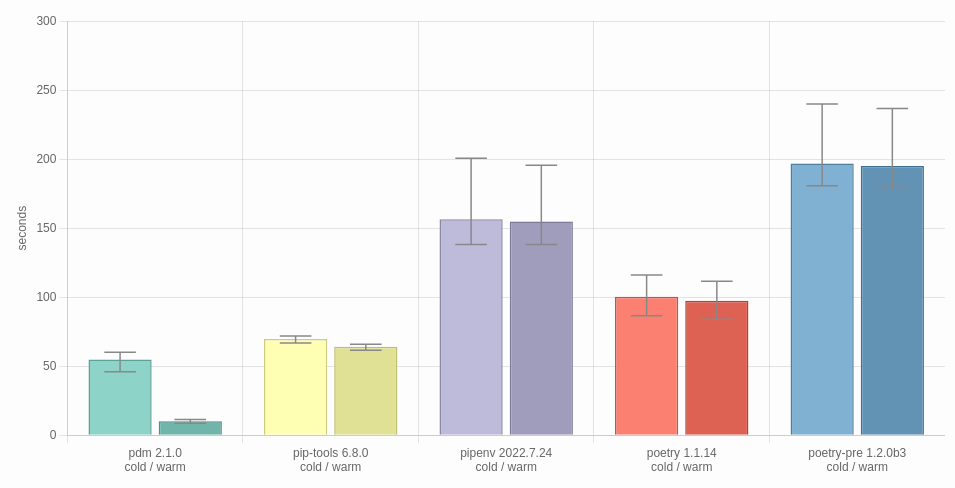 300
250
200
150
100
50
0
seconds
pdm 2.1.0
cold / warm
pip-tools 6.8.0
cold / warm
pipenv 2022.7.24
cold / warm
poetry 1.1.14
cold / warm
poetry-pre 1.2.0b3
cold / warm